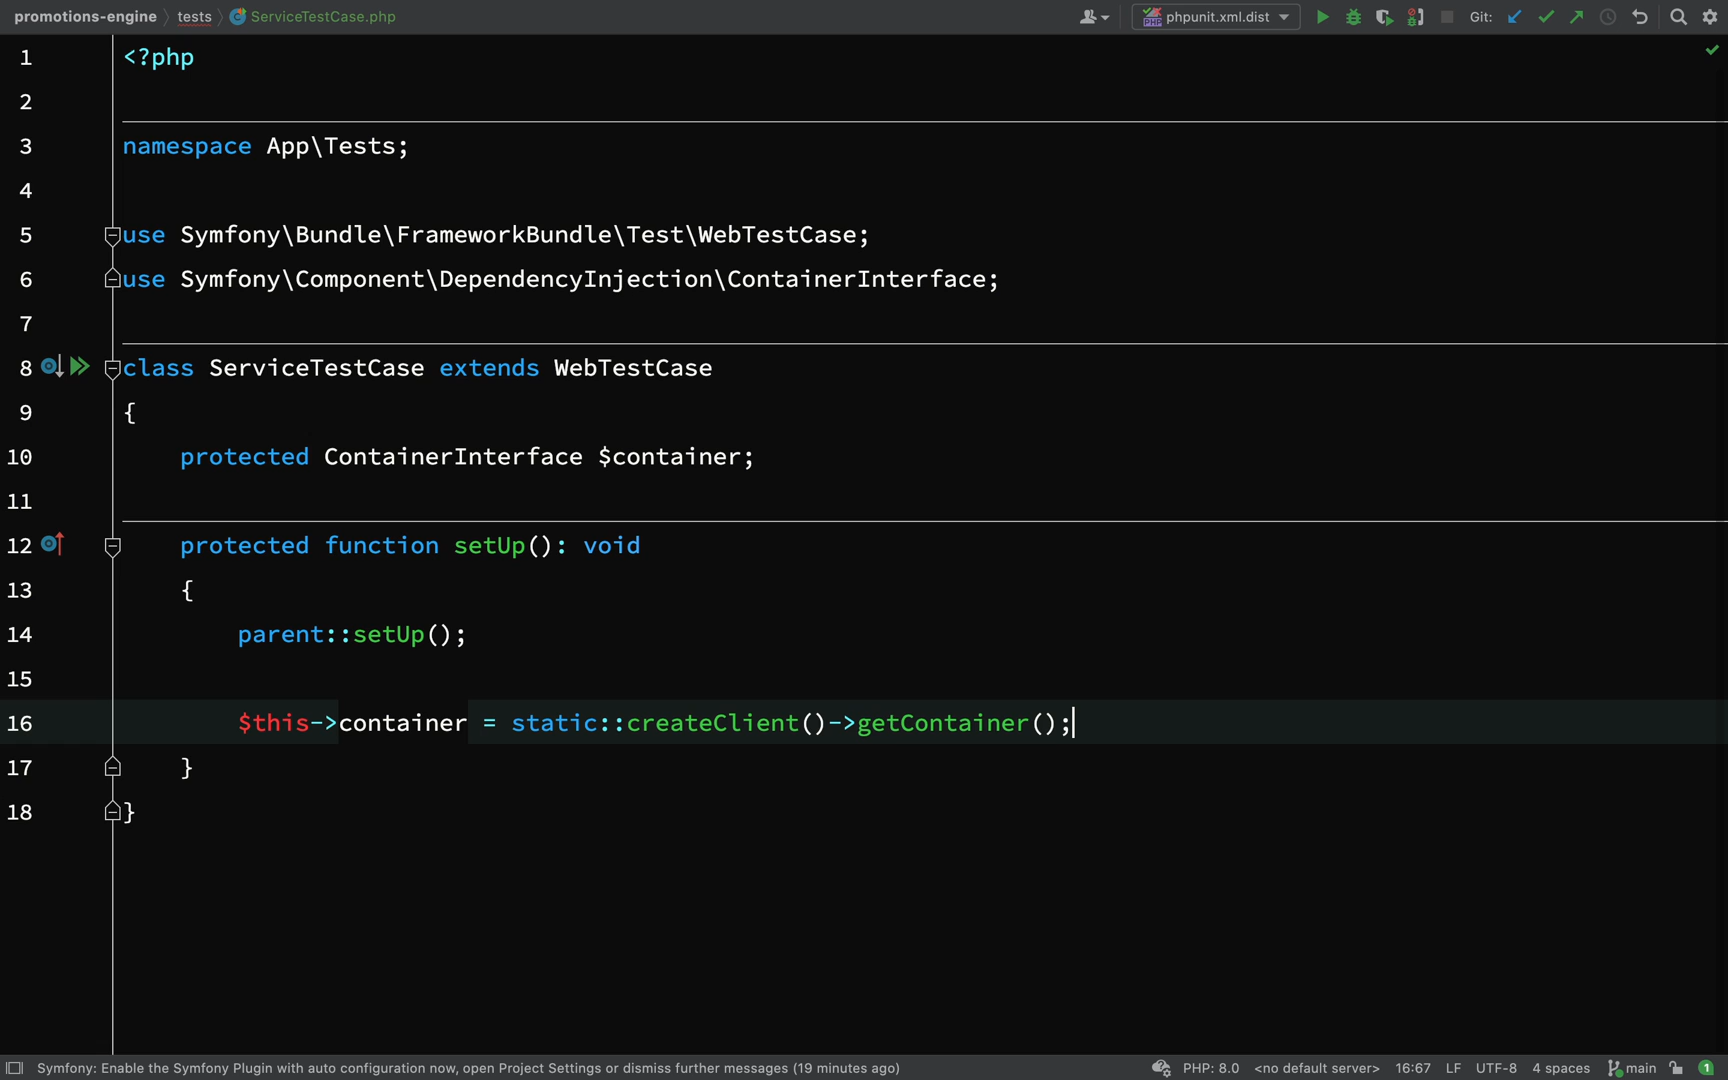 promotions-engine tests ServiceTestCase.php phpunit.xml.dist Git:
1 <?php
2
3 namespace App\Tests;
4
5 use Symfony\Bundle\FrameworkBundle\Test\WebTestCase;
6 use Symfony\Component\DependencyInjection\ContainerInterface;
7
8 class ServiceTestCase extends WebTestCase
9 {
10 protected ContainerInterface $container;
11
12 protected function setUp(): void
13 {
14 parent::setUp();
15
16 $this->container = static::createClient()->getContainer();
17 }
18 }
Symfony: Enable the Symfony Plugin with auto configuration now, open Project Settings or dismiss further messages (19 minutes ago) PHP: 8.0 <no default server> 16:67 LF UTF-8 4 spaces main 1